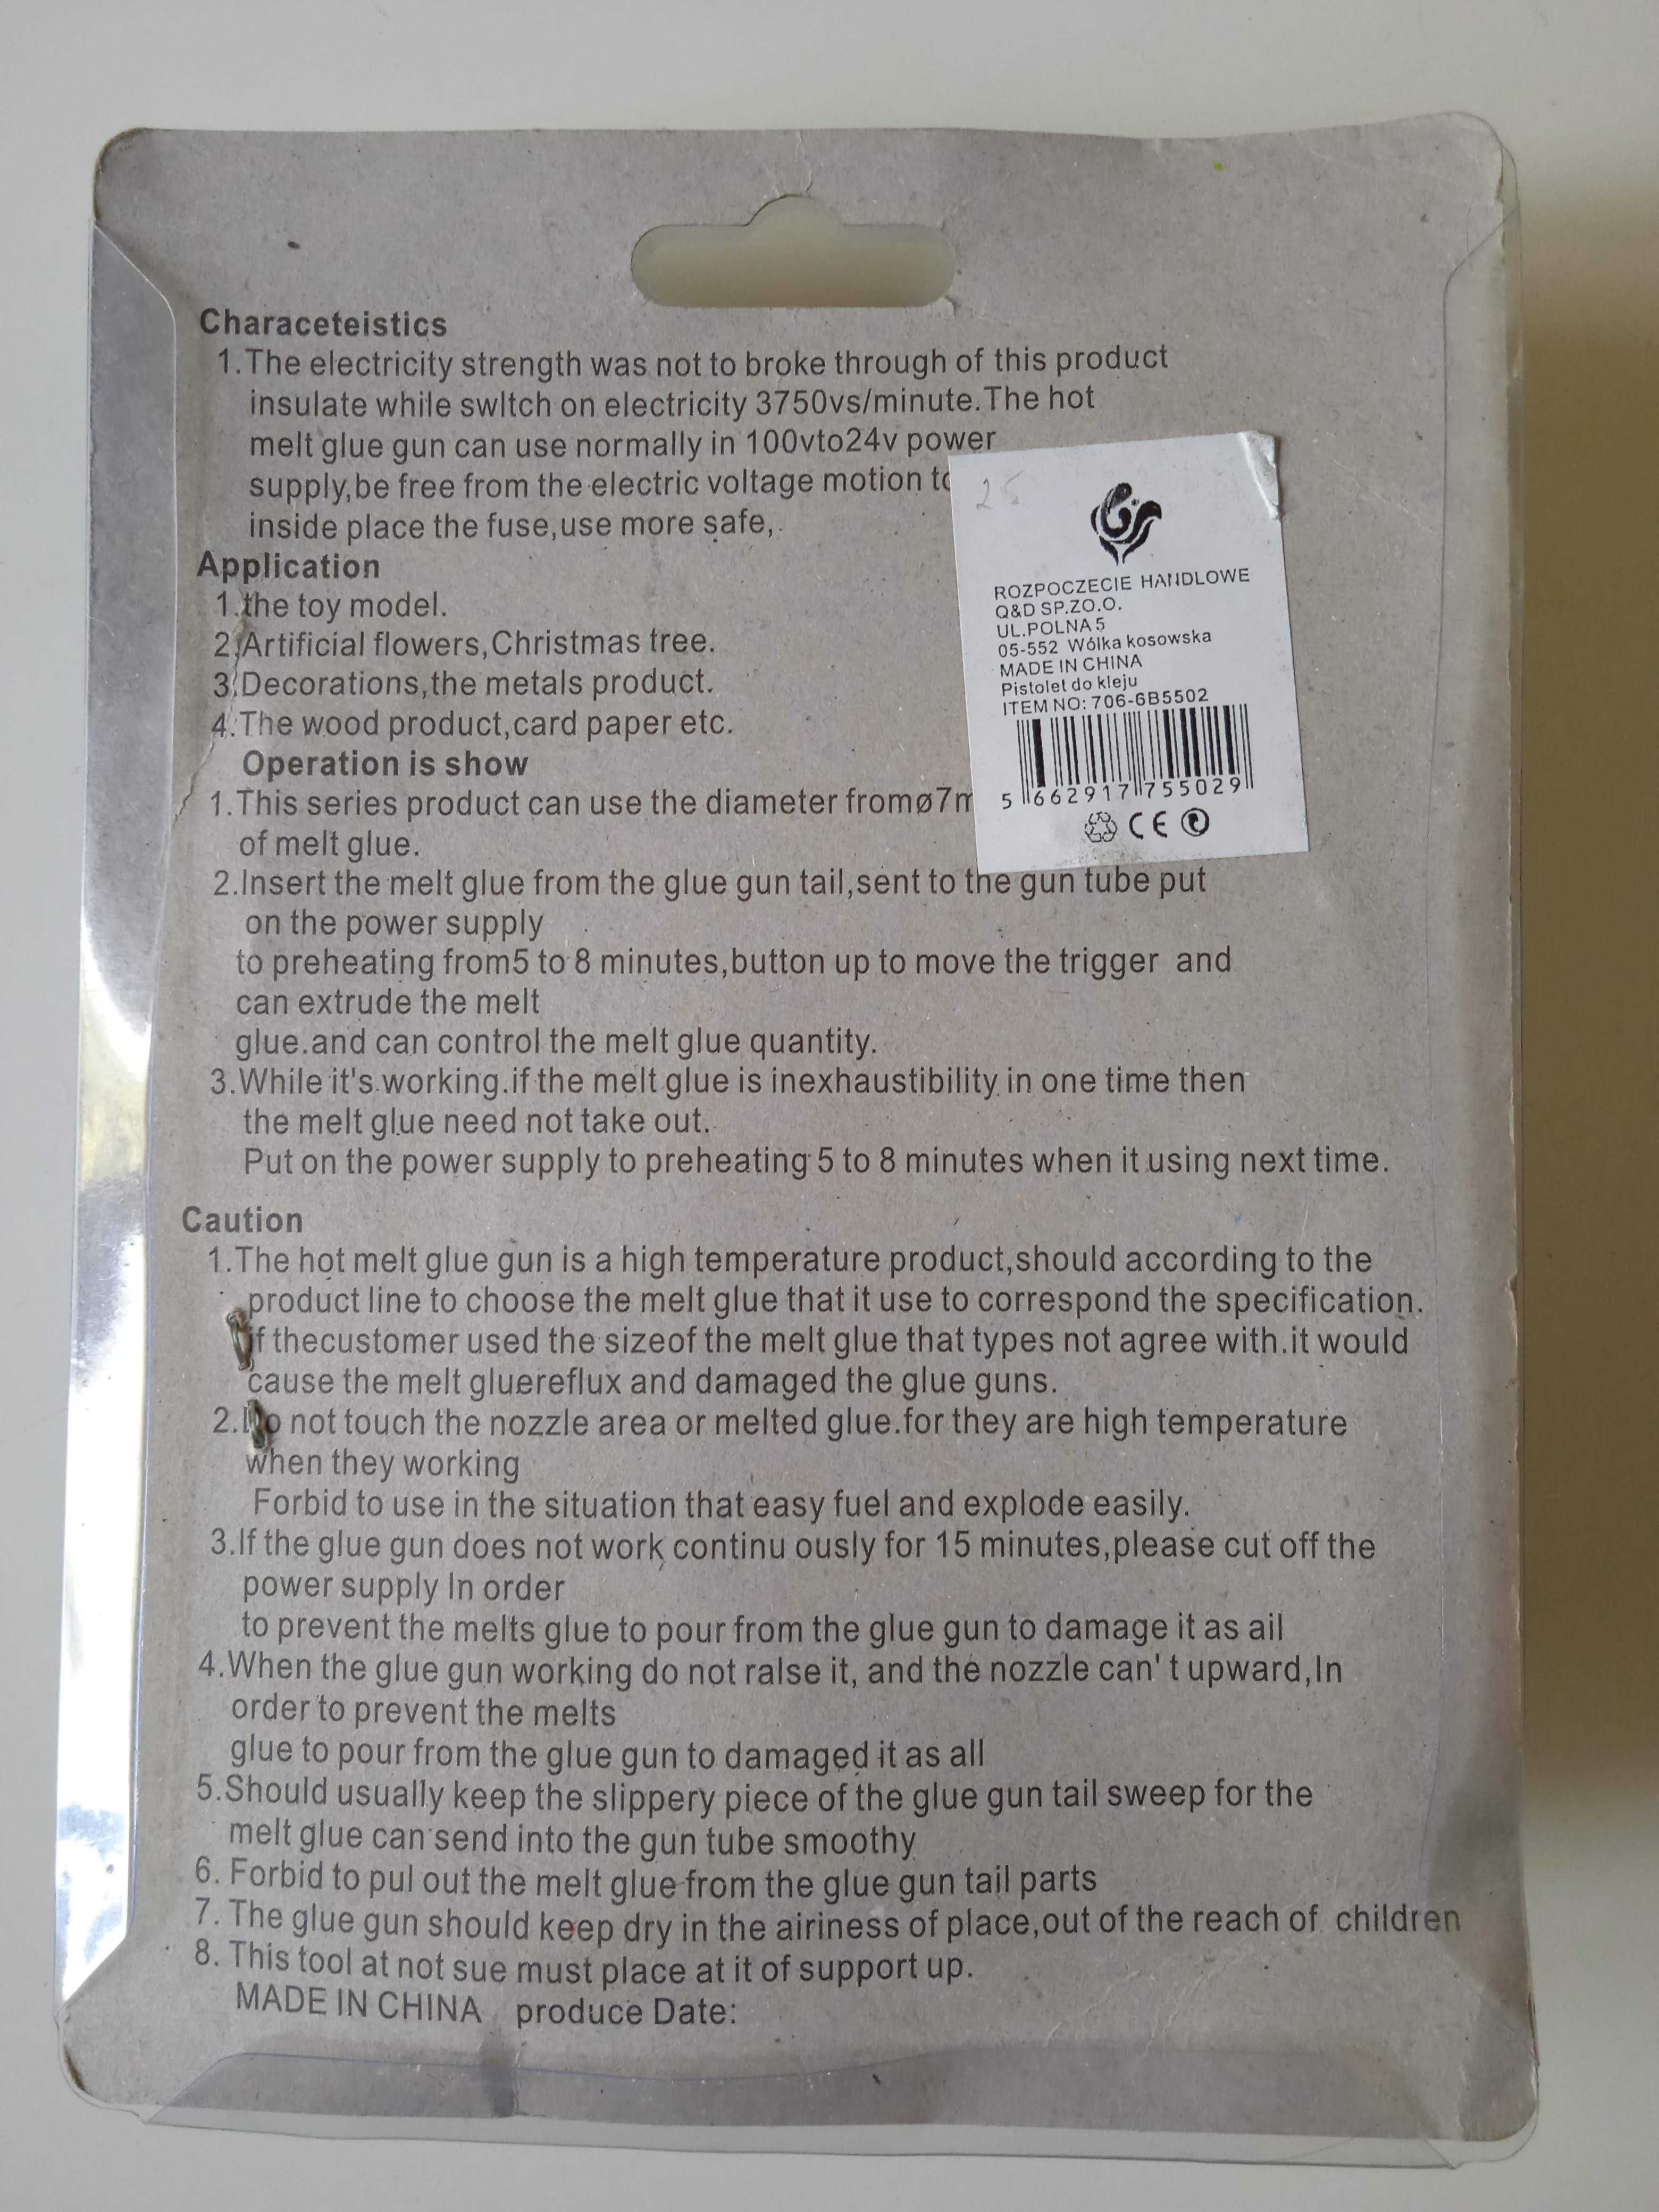 Characeteistics
1.The electricity strength was not to broke through of this product
insulate while swltch on electricity 3750vs/minute.The hot
melt glue gun can use normally in 100vto24v power
supply,be free from the electric voltage motion
inside place the fuse,use more safe,.
Application
1.the toy model.
2.Artificial flowers,Christmas tree.
3.Decorations,the metals product.
4.The wood product,card paper etc.
Operation is show
1.This series product can use the diameter fromø7
of melt glue.
2.Insert the melt glue from the glue gun tail,sent to the gun tube put
on the power supply
to preheating from5 to 8 minutes,button up to move the trigger and
can extrude the melt
glue.and can control the melt glue quantity.
3.While it's.working.if the melt glue is inexhaustibility in one time then
the melt glue need not take out.
Put on the power supply to preheating 5 to 8 minutes when it using next time.
Caution
1.The hot melt glue gun is a high temperature product,should according to the
product line to choose the melt glue that it use to correspond the specification.
if thecustomer used the sizeof the melt glue that types not agree with.it would
cause the melt gluereflux and damaged the glue guns.
2.Do not touch the nozzle area or melted glue.for they are high temperature
when they working
Forbid to use in the situation that easy fuel and explode easily.
3.If the glue gun does not work continu ously for 15 minutes,please cut off the
power supply In order
to prevent the melts glue to pour from the glue gun to damage it as ail
4.When the glue gun working do not ralse it, and the nozzle can' t upward,In
order to prevent the melts
glue to pour from the glue gun to damaged it as all
5.Should usually keep the slippery piece of the glue gun tail sweep for the
melt glue can send into the gun tube smoothy
6. Forbid to pul out the melt glue from the glue gun tail parts
7. The glue gun should keep dry in the airiness of place,out of the reach of children
8. This tool at not sue must place at it of support up.
MADE IN CHINA produce Date:
ROZPOCZECIE HANDLOWE
Q&D SP.ZO.O.
UL.POLNA 5
05-552 Wólka kosowska
MADE IN CHINA
Pistolet do kleju
ITEM NO: 706-6B5502
5 662917 755029
CE